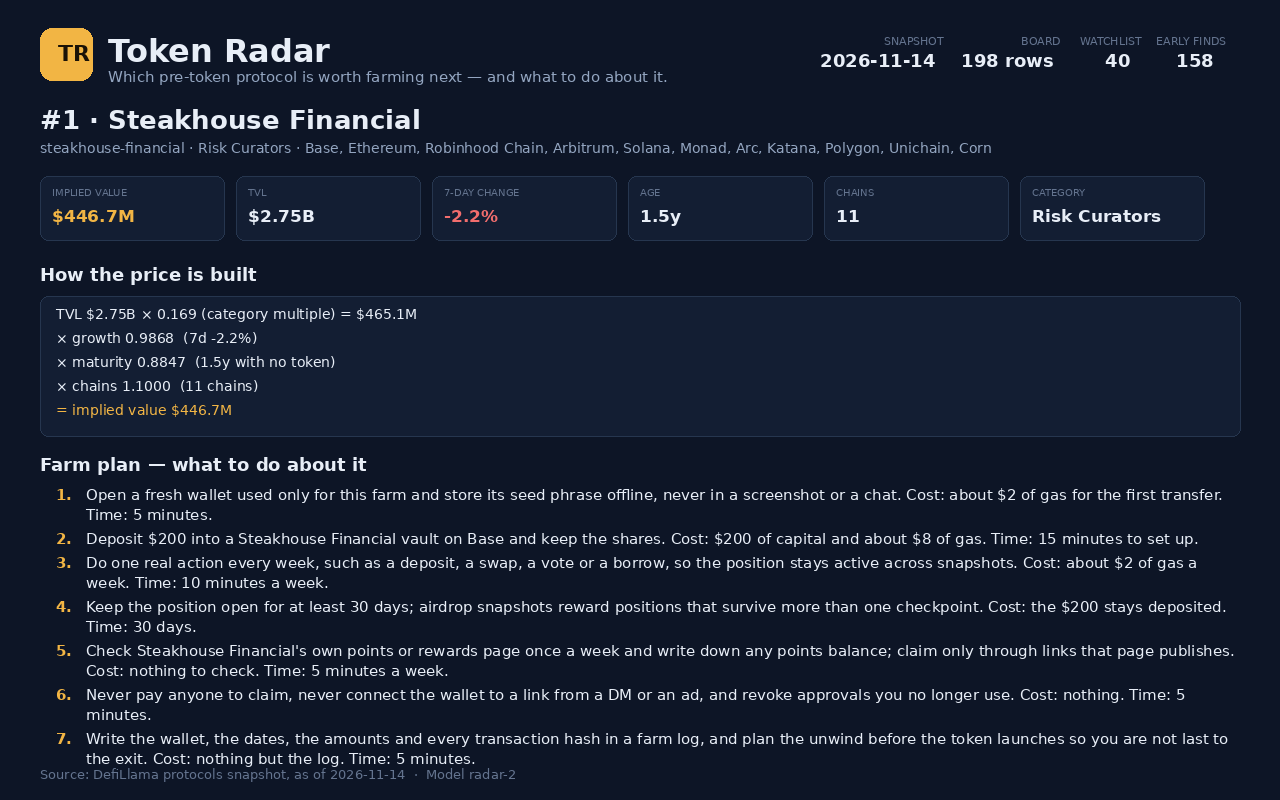 TR
Token Radar
Which pre-token protocol is worth farming next — and what to do about it.
SNAPSHOT BOARD WATCHLIST EARLY FINDS
2026-11-14 198 rows 40 158
#1 · Steakhouse Financial
steakhouse-financial · Risk Curators · Base, Ethereum, Robinhood Chain, Arbitrum, Solana, Monad, Arc, Katana, Polygon, Unichain, Corn
IMPLIED VALUE TVL 7-DAY CHANGE AGE CHAINS CATEGORY
$446.7M $2.75B -2.2% 1.5y 11 Risk Curators
How the price is built
TVL $2.75B × 0.169 (category multiple) = $465.1M
× growth 0.9868 (7d -2.2%)
× maturity 0.8847 (1.5y with no token)
× chains 1.1000 (11 chains)
= implied value $446.7M
Farm plan — what to do about it
1. Open a fresh wallet used only for this farm and store its seed phrase offline, never in a screenshot or a chat. Cost: about $2 of gas for the first transfer.
Time: 5 minutes.
2. Deposit $200 into a Steakhouse Financial vault on Base and keep the shares. Cost: $200 of capital and about $8 of gas. Time: 15 minutes to set up.
3. Do one real action every week, such as a deposit, a swap, a vote or a borrow, so the position stays active across snapshots. Cost: about $2 of gas a
week. Time: 10 minutes a week.
4. Keep the position open for at least 30 days; airdrop snapshots reward positions that survive more than one checkpoint. Cost: the $200 stays deposited.
Time: 30 days.
5. Check Steakhouse Financial's own points or rewards page once a week and write down any points balance; claim only through links that page publishes.
Cost: nothing to check. Time: 5 minutes a week.
6. Never pay anyone to claim, never connect the wallet to a link from a DM or an ad, and revoke approvals you no longer use. Cost: nothing. Time: 5
minutes.
7. Write the wallet, the dates, the amounts and every transaction hash in a farm log, and plan the unwind before the token launches so you are not last to
the exit. Cost: nothing but the log. Time: 5 minutes.
Source: DefiLlama protocols snapshot, as of 2026-11-14 · Model radar-2